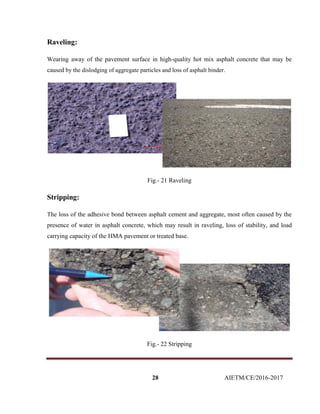 Raveling:
Wearing away of the pavement surface in high-quality hot mix asphalt concrete that may be
caused by the dislodging of aggregate particles and loss of asphalt binder.
Fig.- 21 Raveling
Stripping:
The loss of the adhesive bond between asphalt cement and aggregate, most often caused by the
presence of water in asphalt concrete, which may result in raveling, loss of stability, and load
carrying capacity of the HMA pavement or treated base.
Fig.- 22 Stripping
28 AIETM/CE/2016-2017